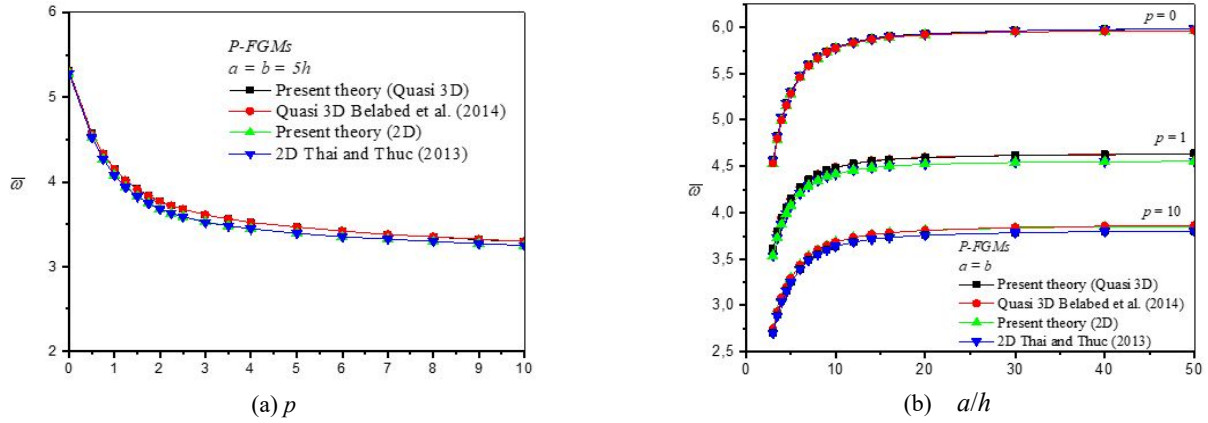 6
5
4
3
2
0
1
2
3
4
5
6
7
8
9
10
ω̅
P-FGMs
a = b = 5h
Present theory (Quasi 3D)
Quasi 3D Belabed et al. (2014)
Present theory (2D)
2D Thai and Thuc (2013)
(a) p
6,0
5,5
5,0
4,5
4,0
3,5
3,0
2,5
0
10
20
30
40
50
ω̅
p = 0
p = 1
p = 10
P-FGMs
a = b
Present theory (Quasi 3D)
Quasi 3D Belabed et al. (2014)
Present theory (2D)
2D Thai and Thuc (2013)
(b) a/h